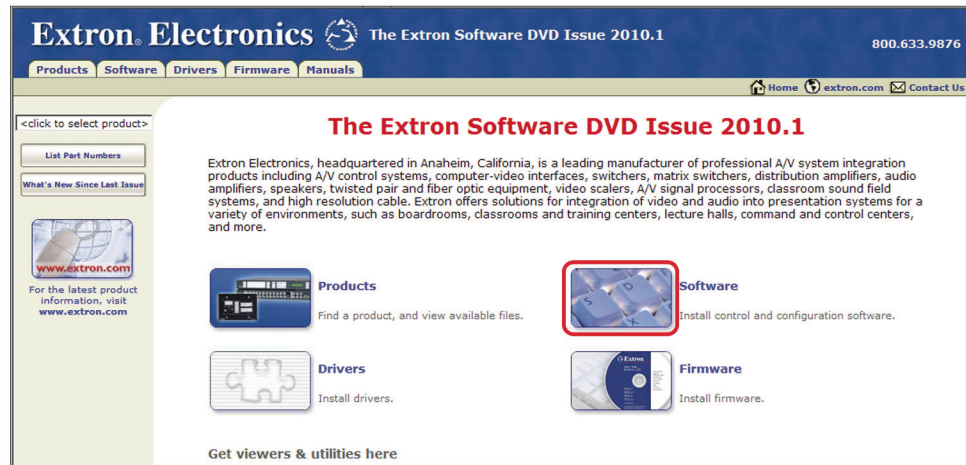 Extron® Electronics The Extron Software DVD Issue 2010.1
800.633.9876
Products Software Drivers Firmware Manuals
Home extron.com Contact Us
<click to select product>
List Part Numbers
What's New Since Last Issue
www.extron.com
For the latest product
information, visit
www.extron.com
The Extron Software DVD Issue 2010.1
Extron Electronics, headquartered in Anaheim, California, is a leading manufacturer of professional A/V system integration
products including A/V control systems, computer-video interfaces, switchers, matrix switchers, distribution amplifiers, audio
amplifiers, speakers, twisted pair and fiber optic equipment, video scalers, A/V signal processors, classroom sound field
systems, and high resolution cable. Extron offers solutions for integration of video and audio into presentation systems for a
variety of environments, such as boardrooms, classrooms and training centers, lecture halls, command and control centers,
and more.
Products
Find a product, and view available files.
S D X
Software
Install control and configuration software.
Drivers
Install drivers.
Extron
Firmware
Install firmware.
Get viewers & utilities here